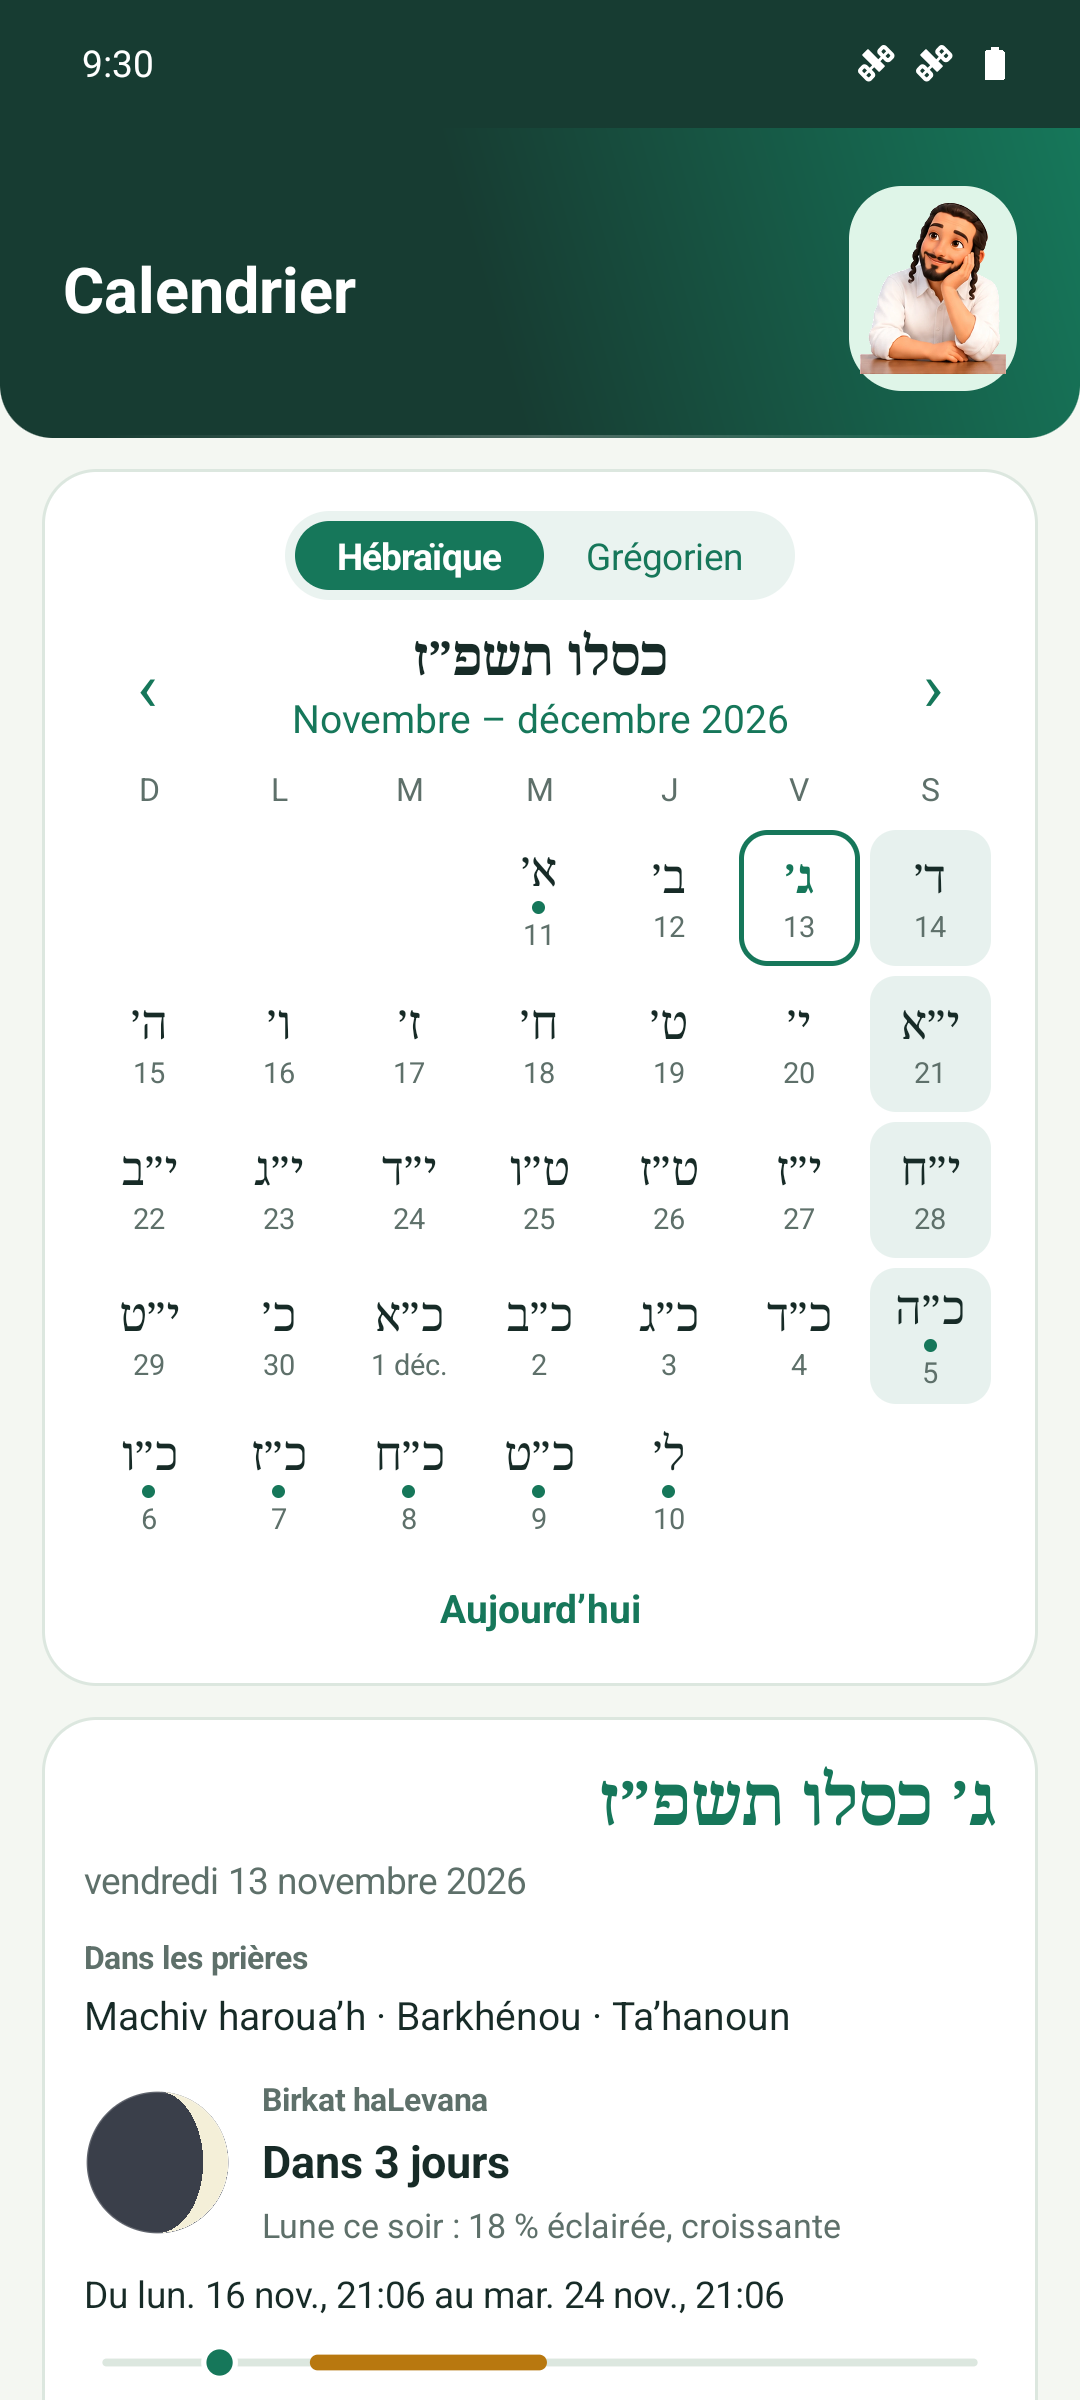 9:30
Calendrier
Hébraïque Grégorien
כסלו תשפ״ז
‹ Novembre – décembre 2026 ›
D L M M J V S
א׳ ב׳ ג׳ ד׳
11 12 13 14
ה׳ ו׳ ז׳ ח׳ ט׳ י׳ י״א
15 16 17 18 19 20 21
י״ב י״ג י״ד ט״ו ט״ז י״ז י״ח
22 23 24 25 26 27 28
י״ט כ׳ כ״א כ״ב כ״ג כ״ד כ״ה
29 30 1 déc. 2 3 4 5
כ״ו כ״ז כ״ח כ״ט ל׳
6 7 8 9 10
Aujourd’hui
ג׳ כסלו תשפ״ז
vendredi 13 novembre 2026
Dans les prières
Machiv haroua’h · Barkhénou · Ta’hanoun
Birkat haLevana
Dans 3 jours
Lune ce soir : 18 % éclairée, croissante
Du lun. 16 nov., 21:06 au mar. 24 nov., 21:06